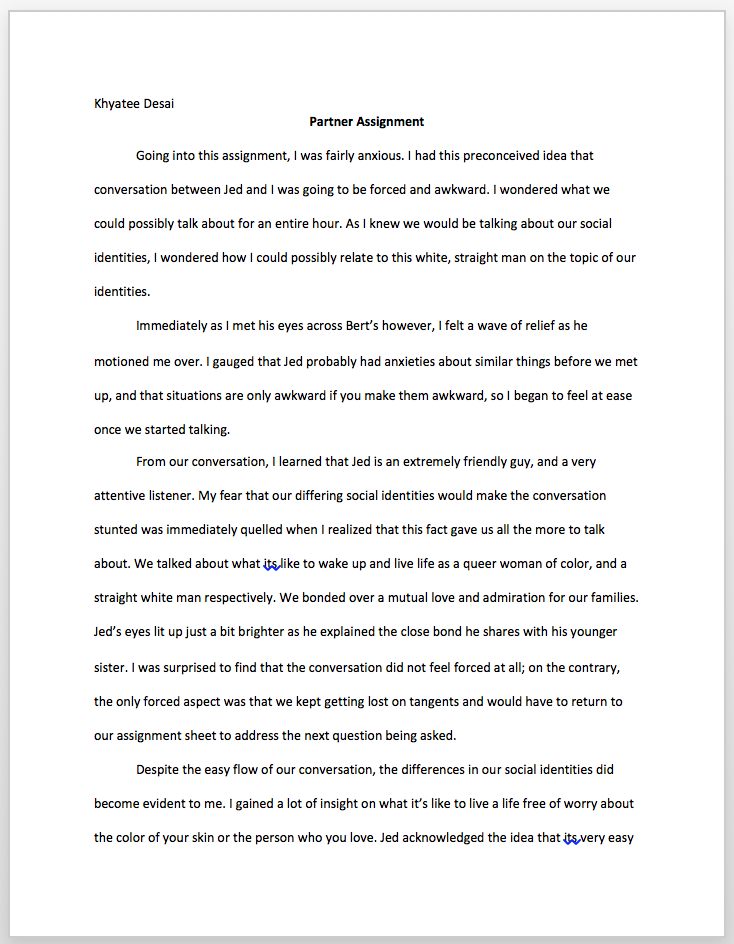 Khyatee Desai
Partner Assignment
Going into this assignment, I was fairly anxious. I had this preconceived idea that
conversation between Jed and I was going to be forced and awkward. I wondered what we
could possibly talk about for an entire hour. As I knew we would be talking about our social
identities, I wondered how I could possibly relate to this white, straight man on the topic of our
identities.
Immediately as I met his eyes across Bert’s however, I felt a wave of relief as he
motioned me over. I gauged that Jed probably had anxieties about similar things before we met
up, and that situations are only awkward if you make them awkward, so I began to feel at ease
once we started talking.
From our conversation, I learned that Jed is an extremely friendly guy, and a very
attentive listener. My fear that our differing social identities would make the conversation
stunted was immediately quelled when I realized that this fact gave us all the more to talk
about. We talked about what its like to wake up and live life as a queer woman of color, and a
straight white man respectively. We bonded over a mutual love and admiration for our families.
Jed’s eyes lit up just a bit brighter as he explained the close bond he shares with his younger
sister. I was surprised to find that the conversation did not feel forced at all; on the contrary,
the only forced aspect was that we kept getting lost on tangents and would have to return to
our assignment sheet to address the next question being asked.
Despite the easy flow of our conversation, the differences in our social identities did
become evident to me. I gained a lot of insight on what it’s like to live a life free of worry about
the color of your skin or the person who you love. Jed acknowledged the idea that its very easy